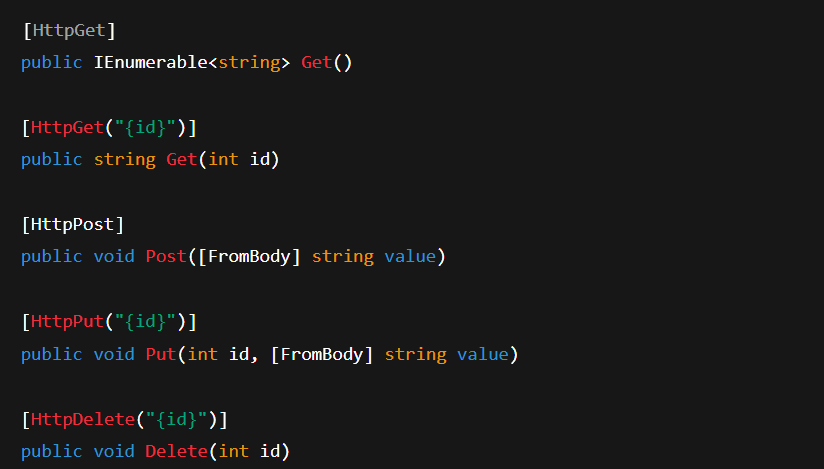 [HttpGet]
public IEnumerable<string> Get()
[HttpGet("{id}")]
public string Get(int id)
[HttpPost]
public void Post([FromBody] string value)
[HttpPut("{id}")]
public void Put(int id, [FromBody] string value)
[HttpDelete("{id}")]
public void Delete(int id)